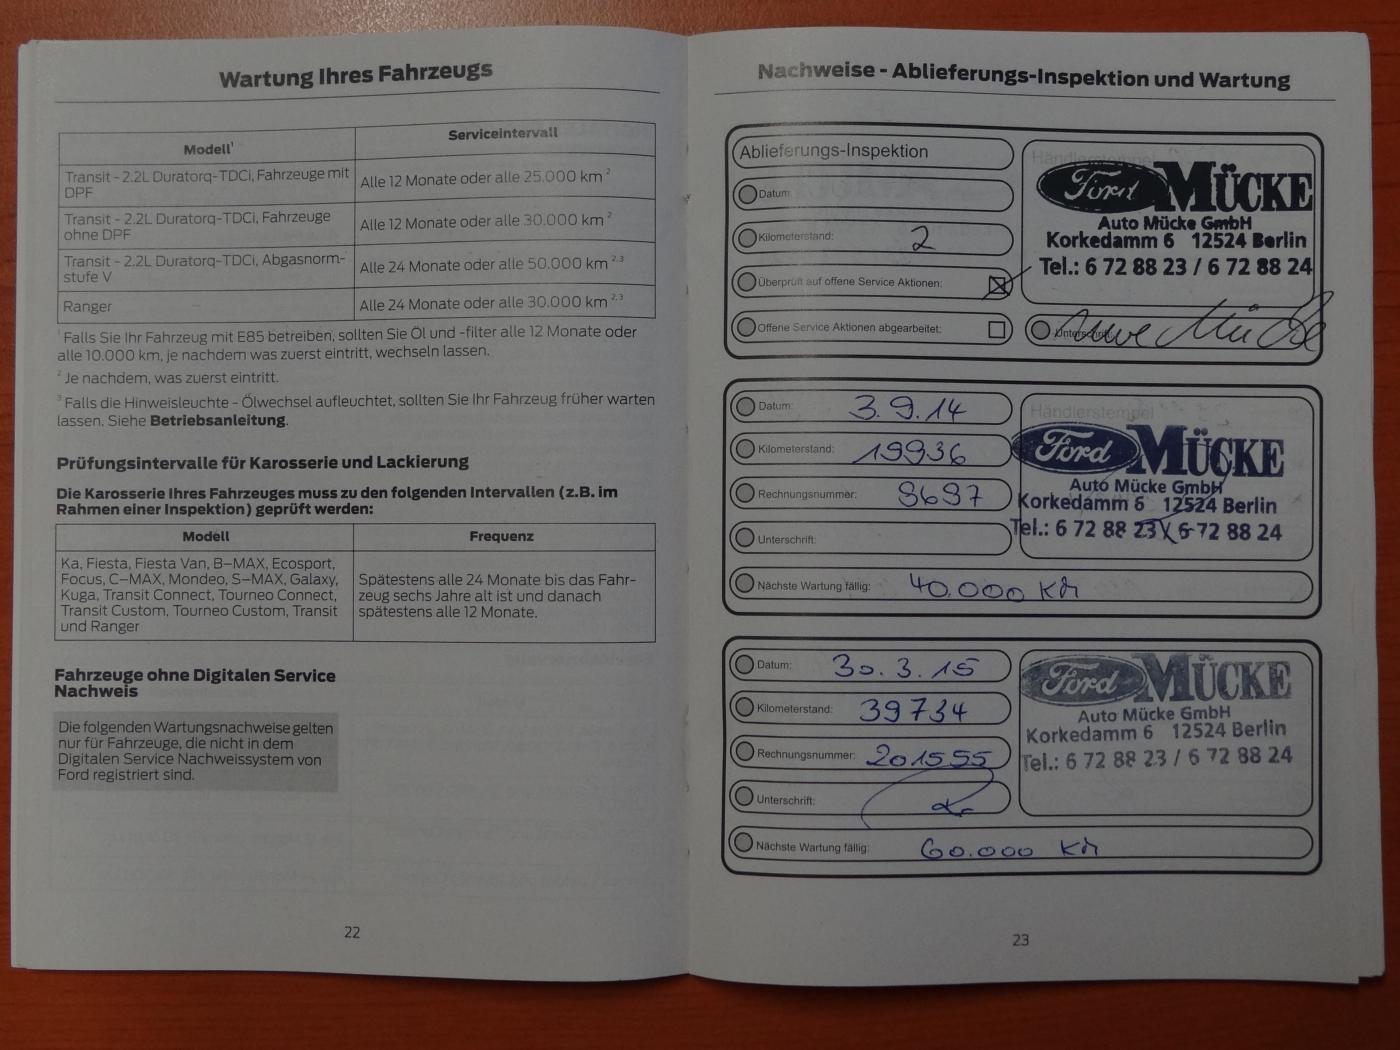 Wartung Ihres Fahrzeugs
Modell¹ Serviceintervall
Transit - 2.2L Duratorq-TDCi, Fahrzeuge mit
DPF
Alle 12 Monate oder alle 25.000 km ²
Transit - 2.2L Duratorq-TDCi, Fahrzeuge
ohne DPF
Alle 12 Monate oder alle 30.000 km ²
Transit - 2.2L Duratorq-TDCi, Abgasnorm-
stufe V
Alle 24 Monate oder alle 50.000 km ²,³
Ranger
Alle 24 Monate oder alle 30.000 km ²,³
¹ Falls Sie Ihr Fahrzeug mit E85 betreiben, sollten Sie Öl und -filter alle 12 Monate oder
alle 10.000 km, je nachdem was zuerst eintritt, wechseln lassen.
² Je nachdem, was zuerst eintritt.
³ Falls die Hinweisleuchte - Ölwechsel aufleuchtet, sollten Sie Ihr Fahrzeug früher warten
lassen. Siehe Betriebsanleitung.
Prüfungsintervalle für Karosserie und Lackierung
Die Karosserie Ihres Fahrzeuges muss zu den folgenden Intervallen (z.B. im
Rahmen einer Inspektion) geprüft werden:
Modell Frequenz
Ka, Fiesta, Fiesta Van, B-MAX, Ecosport,
Focus, C-MAX, Mondeo, S-MAX, Galaxy,
Kuga, Transit Connect, Tourneo Connect,
Transit Custom, Tourneo Custom, Transit
und Ranger
Spätestens alle 24 Monate bis das Fahr-
zeug sechs Jahre alt ist und danach
spätestens alle 12 Monate.
Fahrzeuge ohne Digitalen Service
Nachweis
Die folgenden Wartungsnachweise gelten
nur für Fahrzeuge, die nicht in dem
Digitalen Service Nachweissystem von
Ford registriert sind.
22
Nachweise - Ablieferungs-Inspektion und Wartung
Ablieferungs-Inspektion
Datum:
Kilometerstand: 2
Überprüft auf offene Service Aktionen:
Offene Service Aktionen abgearbeitet:
Händlerstempel
Ford MÜCKE
Auto Mücke GmbH
Korkedamm 6 12524 Berlin
Tel.: 6 72 88 23 / 6 72 88 24
Unterschrift: Mücke
Datum: 3.9.14
Kilometerstand: 19936
Rechnungsnummer: 9697
Unterschrift:
Nächste Wartung fällig: 40.000 km
Händlerstempel
Ford MÜCKE
Auto Mücke GmbH
Korkedamm 6 12524 Berlin
Tel.: 6 72 88 23 / 6 72 88 24
Datum: 30.3.15
Kilometerstand: 39734
Rechnungsnummer: 201555
Unterschrift:
Nächste Wartung fällig: 60.000 km
Ford MÜCKE
Auto Mücke GmbH
Korkedamm 6 12524 Berlin
Tel.: 6 72 88 23 / 6 72 88 24
23